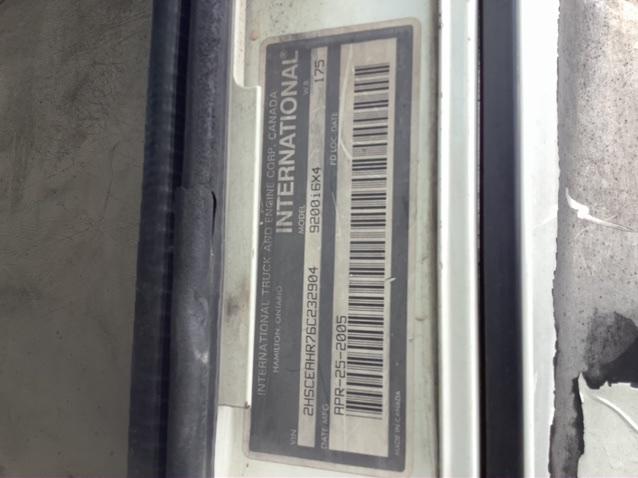 INTERNATIONAL TRUCK AND ENGINE CORP. CANADA
HAMILTON, ONTARIO
INTERNATIONAL®
VIN MODEL W.B.
2HSCEAHR76C232904 9200i6X4 175
DATE MFG PD LOC. DATE
APR-25-2005
MADE IN CANADA